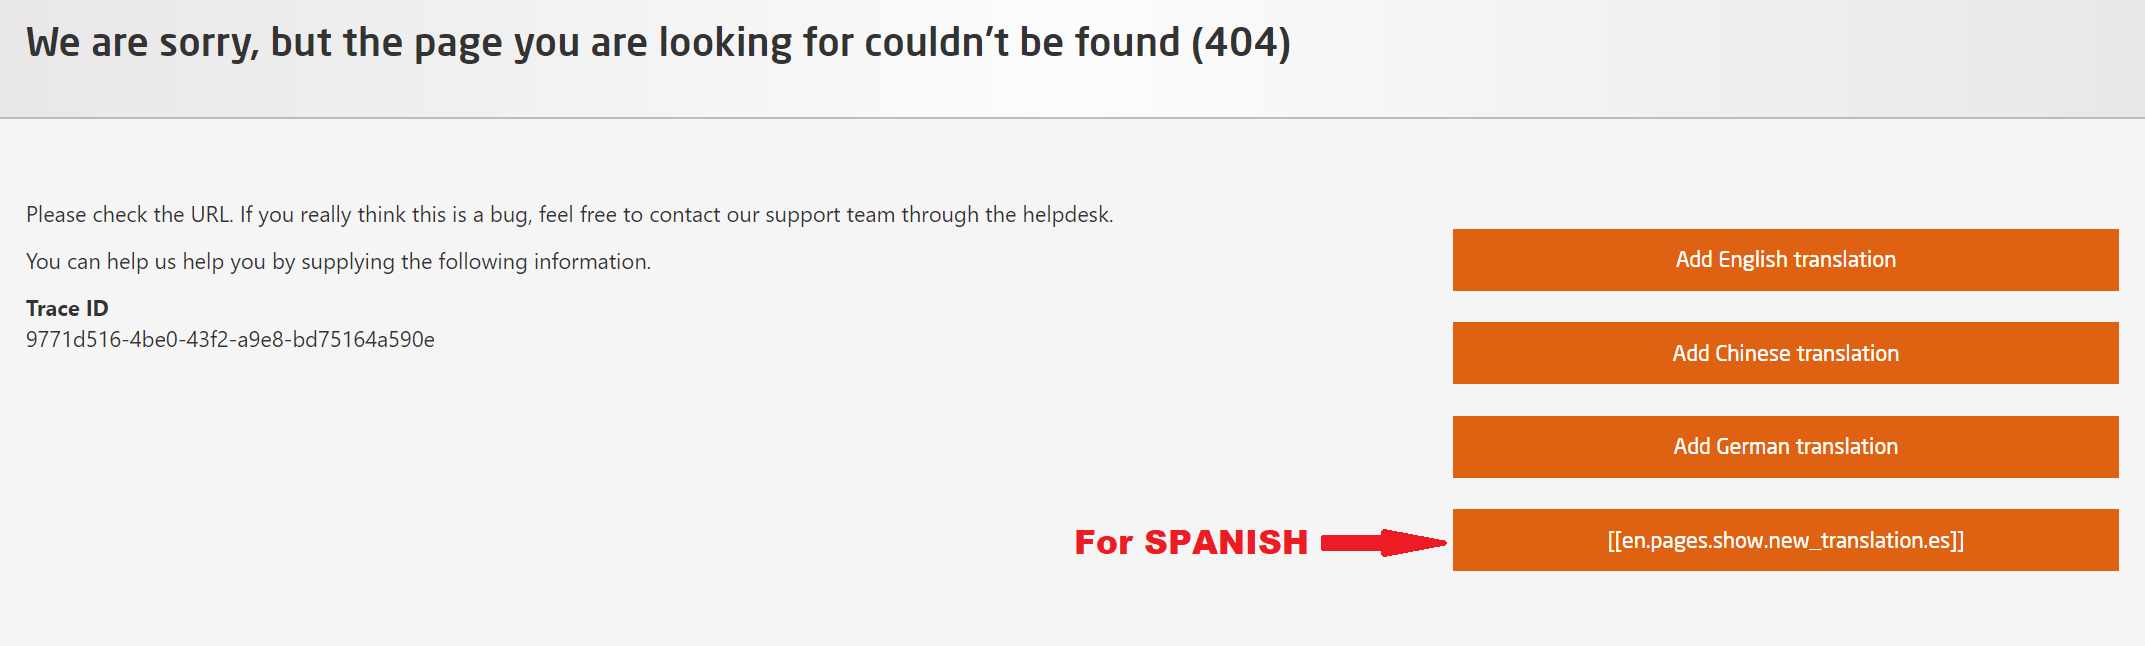 We are sorry, but the page you are looking for couldn’t be found (404)
Please check the URL. If you really think this is a bug, feel free to contact our support team through the helpdesk.
You can help us help you by supplying the following information.
Trace ID
9771d516-4be0-43f2-a9e8-bd75164a590e
Add English translation
Add Chinese translation
Add German translation
For SPANISH
[[en.pages.show.new_translation.es]]